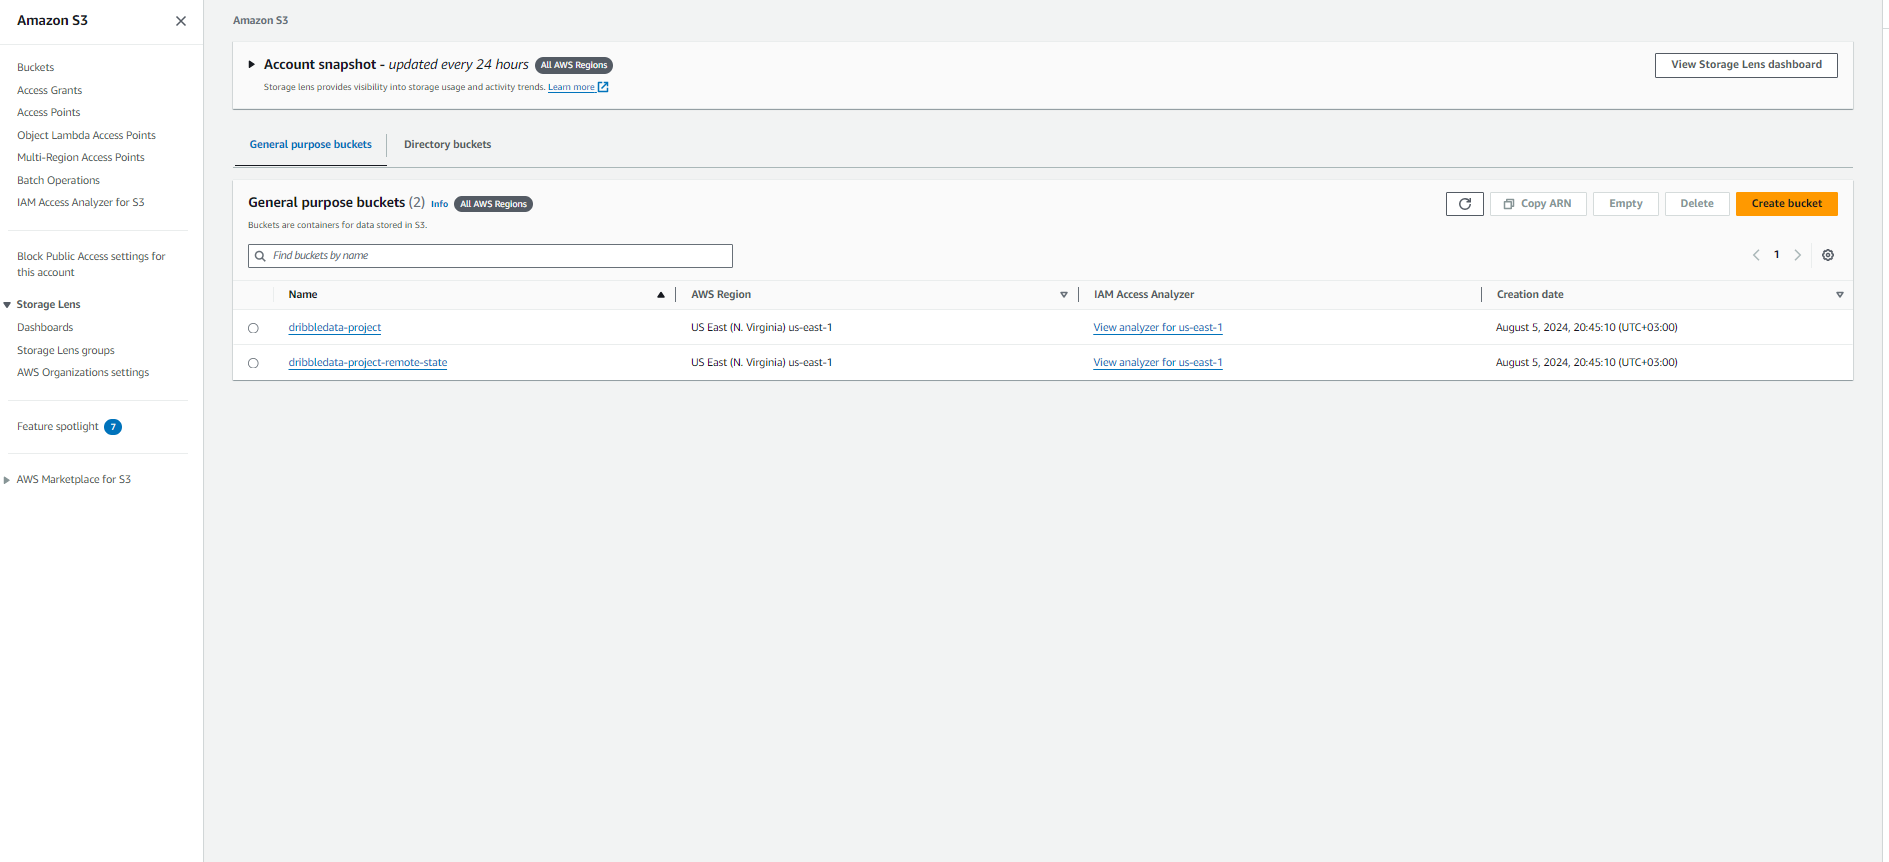 Amazon S3
Buckets
Access Grants
Access Points
Object Lambda Access Points
Multi-Region Access Points
Batch Operations
IAM Access Analyzer for S3
Block Public Access settings for
this account
Storage Lens
Dashboards
Storage Lens groups
AWS Organizations settings
Feature spotlight 7
AWS Marketplace for S3
Amazon S3
Account snapshot - updated every 24 hours All AWS Regions
View Storage Lens dashboard
Storage lens provides visibility into storage usage and activity trends. Learn more
General purpose buckets Directory buckets
General purpose buckets (2) Info All AWS Regions
Copy ARN Empty Delete Create bucket
Buckets are containers for data stored in S3.
Find buckets by name
1
Name AWS Region IAM Access Analyzer Creation date
dribbledata-project US East (N. Virginia) us-east-1 View analyzer for us-east-1 August 5, 2024, 20:45:10 (UTC+03:00)
dribbledata-project-remote-state US East (N. Virginia) us-east-1 View analyzer for us-east-1 August 5, 2024, 20:45:10 (UTC+03:00)